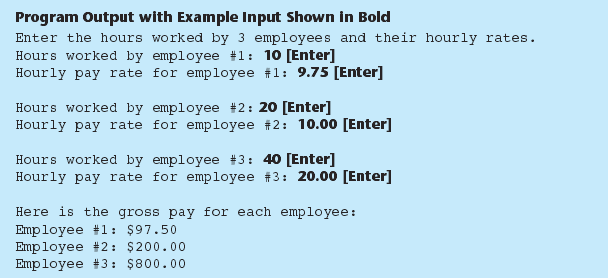 Program Output with Example Input Shown in Bold
Enter the hours worked by 3 employees and their hourly rates.
Hours worked by employee #1: 10 [Enter]
Hourly pay rate for employee #1: 9.75 [Enter]
Hours worked by employee #2: 20 [Enter]
Hourly pay rate for employee #2: 10.00 [Enter]
Hours worked by employee #3: 40 [Enter]
Hourly pay rate for employee #3: 20.00 [Enter]
Here is the gross pay for each employee:
Employee #1: $97.50
Employee #2: $200.00
Employee #3: $800.00